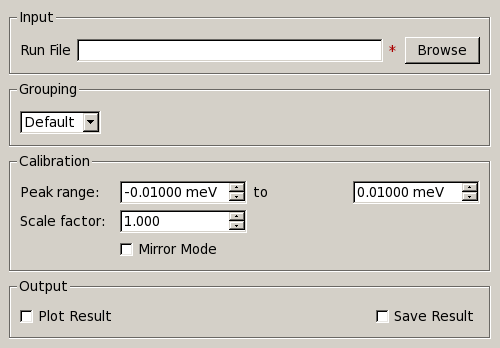 Input
Run File * Browse
Grouping
Default
Calibration
Peak range: -0.01000 meV to 0.01000 meV
Scale factor: 1.000
Mirror Mode
Output
Plot Result Save Result